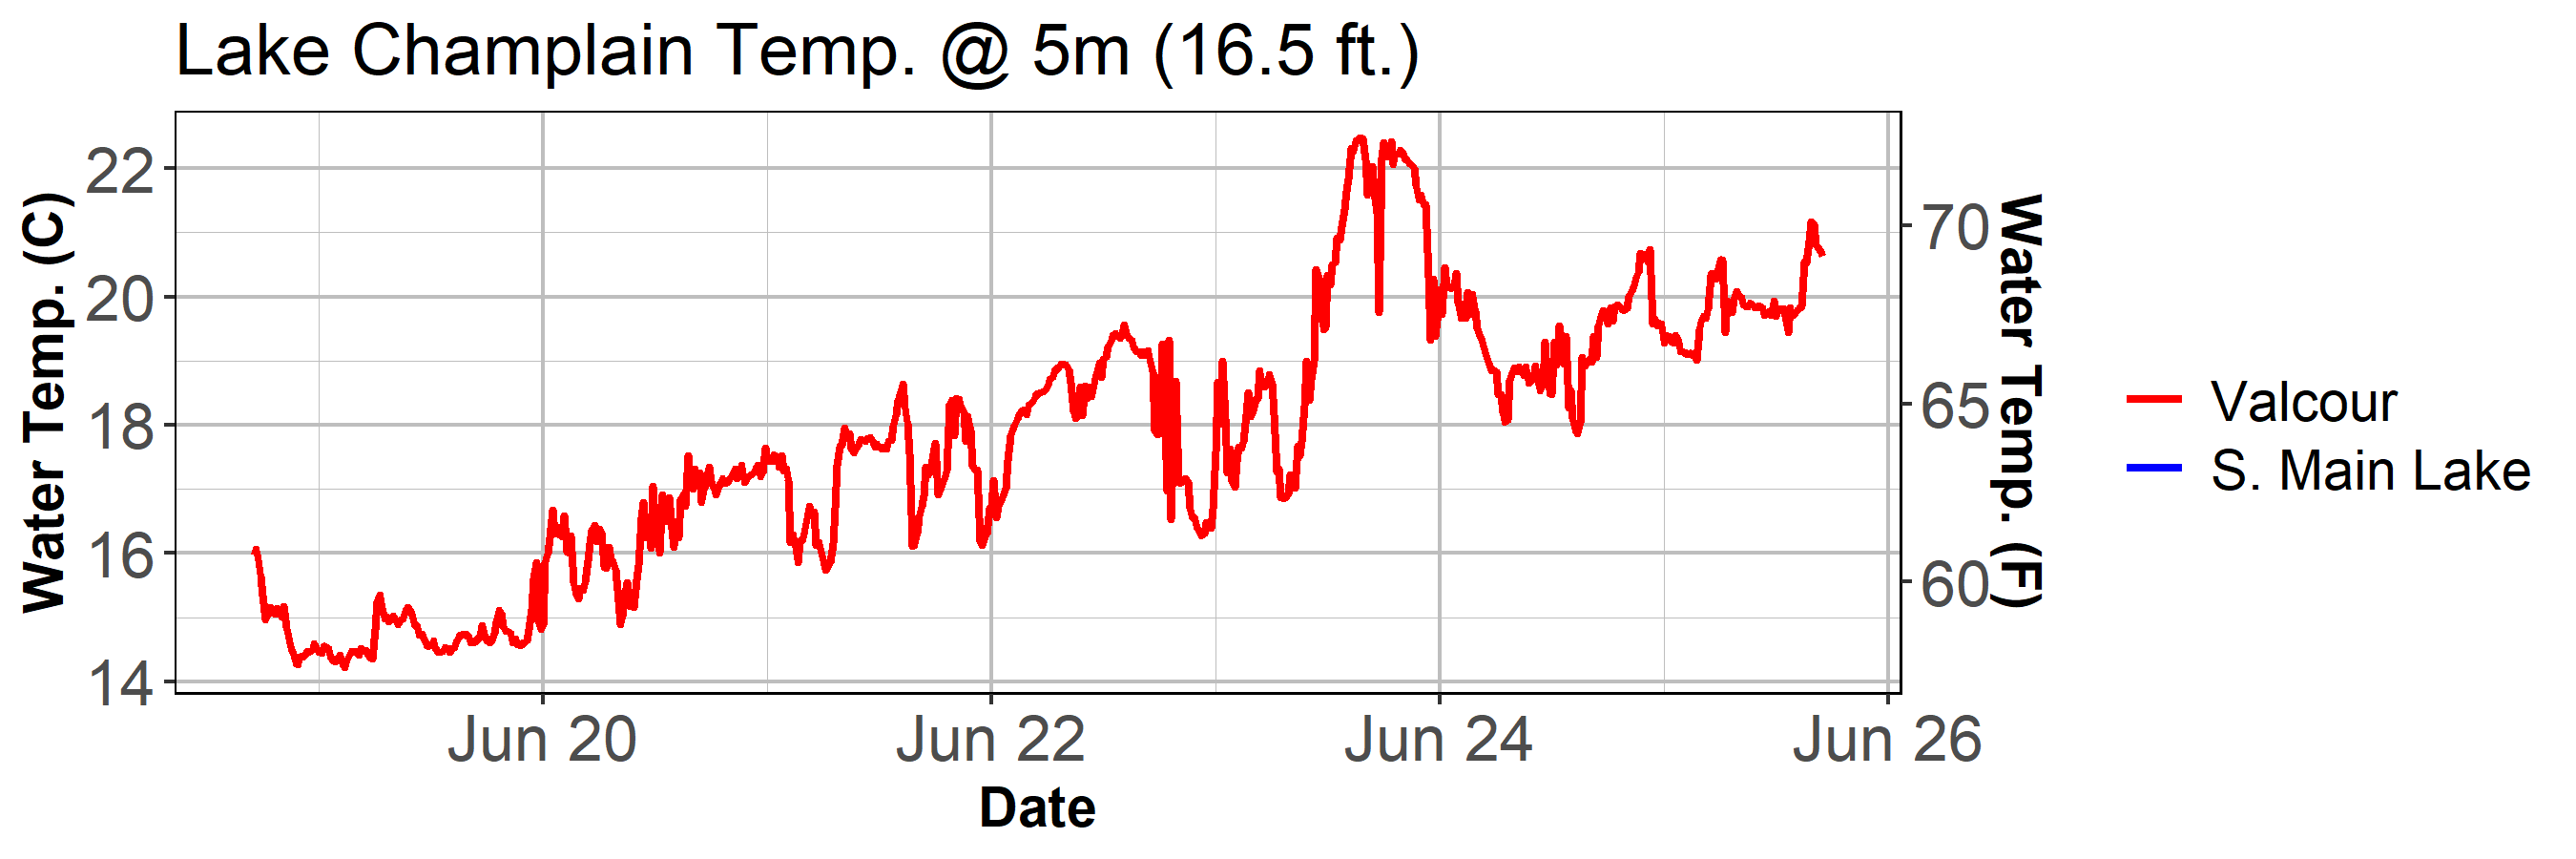 Lake Champlain Temp. @ 5m (16.5 ft.)
Water Temp. (C)
22
20
18
16
14
70
65
60
Water Temp. (F)
Jun 20
Jun 22
Jun 24
Jun 26
Date
Valcour
S. Main Lake